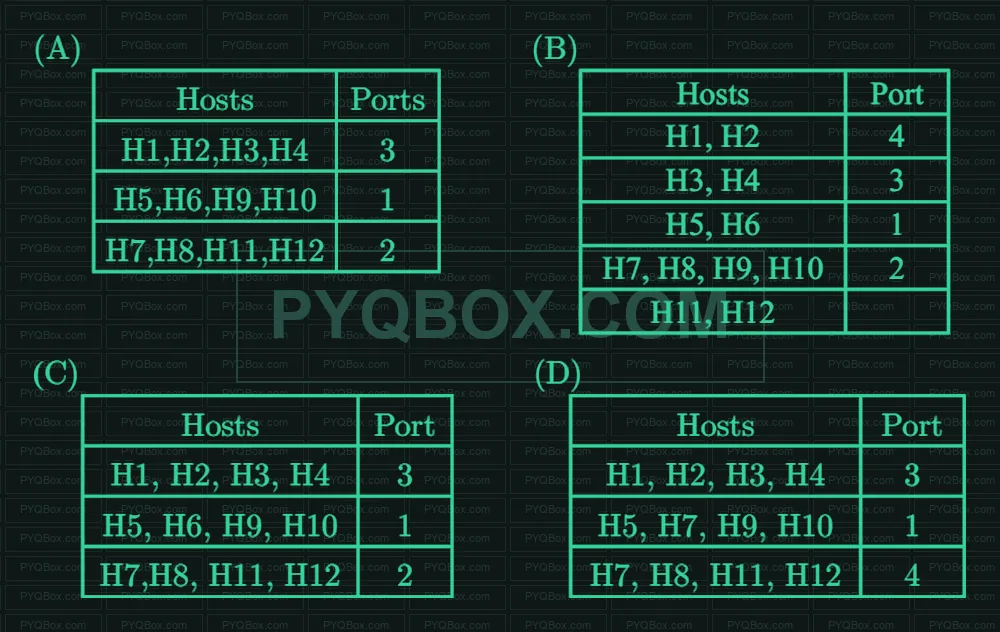 (A)
Hosts Ports
H1,H2,H3,H4 3
H5,H6,H9,H10 1
H7,H8,H11,H12 2
(B)
Hosts Port
H1, H2 4
H3, H4 3
H5, H6 1
H7, H8, H9, H10 2
H11, H12
PYQBOX.COM
(C)
Hosts Port
H1, H2, H3, H4 3
H5, H6, H9, H10 1
H7,H8, H11, H12 2
(D)
Hosts Port
H1, H2, H3, H4 3
H5, H7, H9, H10 1
H7, H8, H11, H12 4